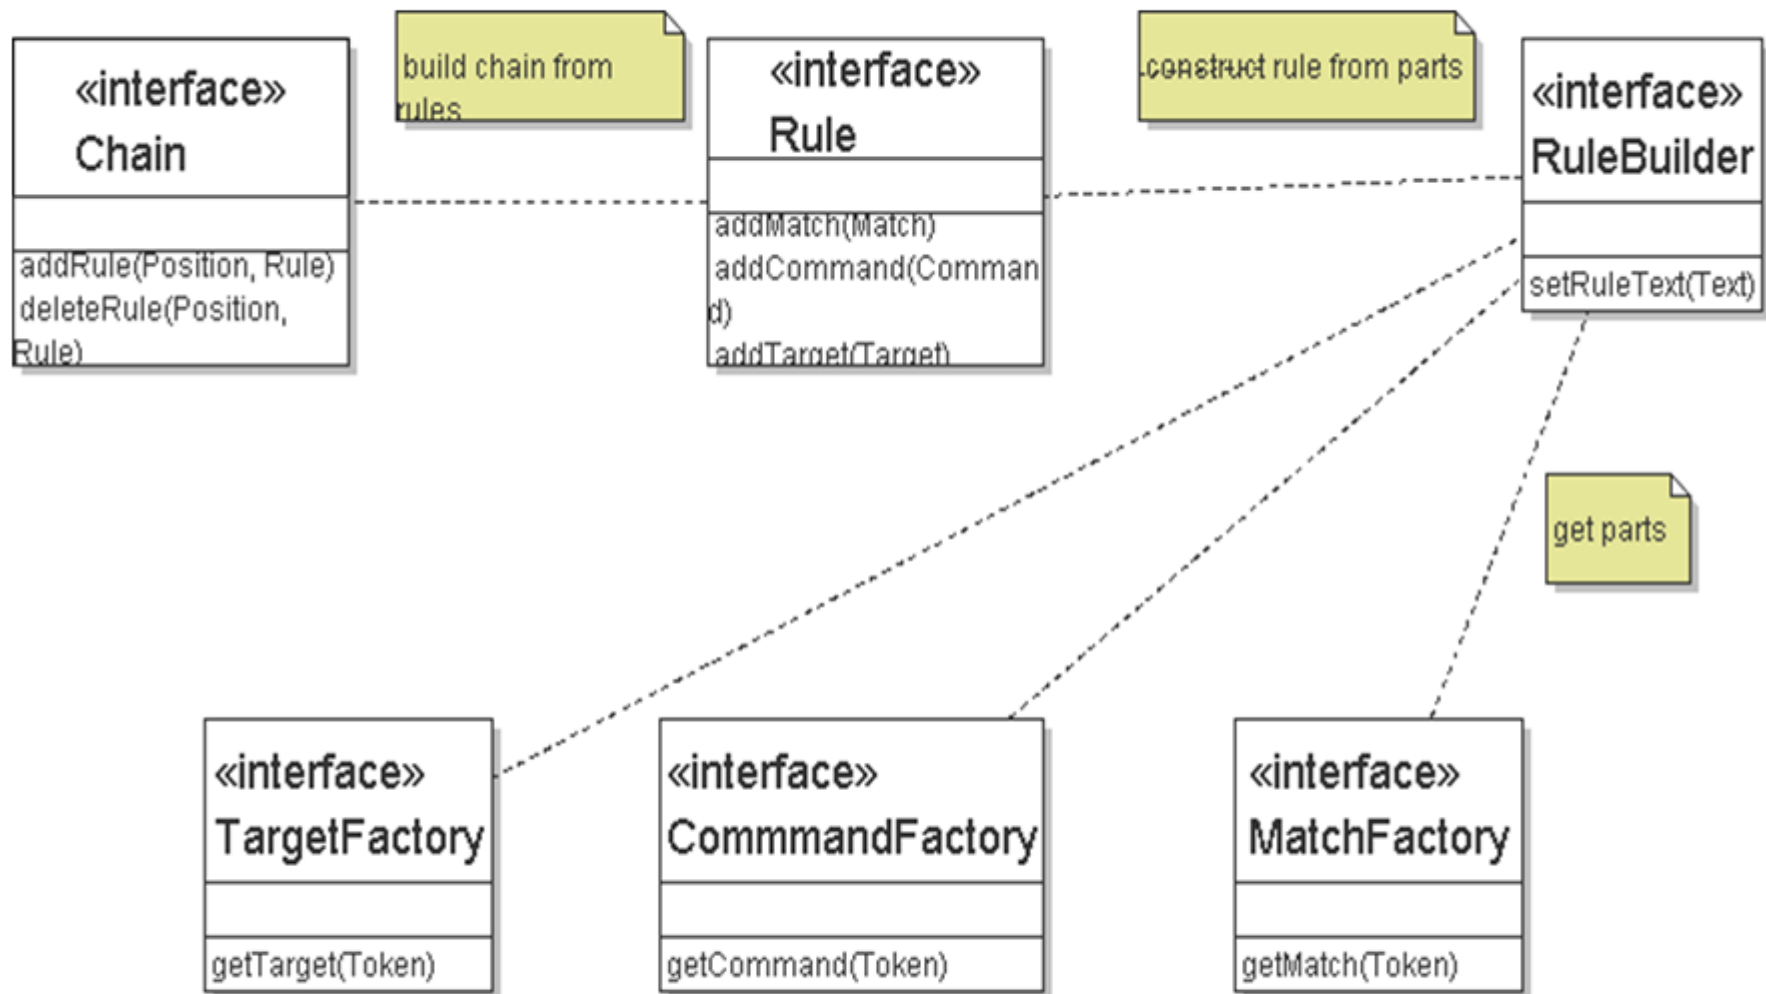 «interface»
Chain
addRule(Position, Rule)
deleteRule(Position,
Rule)
build chain from
rules
«interface»
Rule
addMatch(Match)
addCommand(Comman
d)
addTarget(Target)
construct rule from parts
«interface»
RuleBuilder
setRuleText(Text)
get parts
«interface»
TargetFactory
getTarget(Token)
«interface»
CommmandFactory
getCommand(Token)
«interface»
MatchFactory
getMatch(Token)